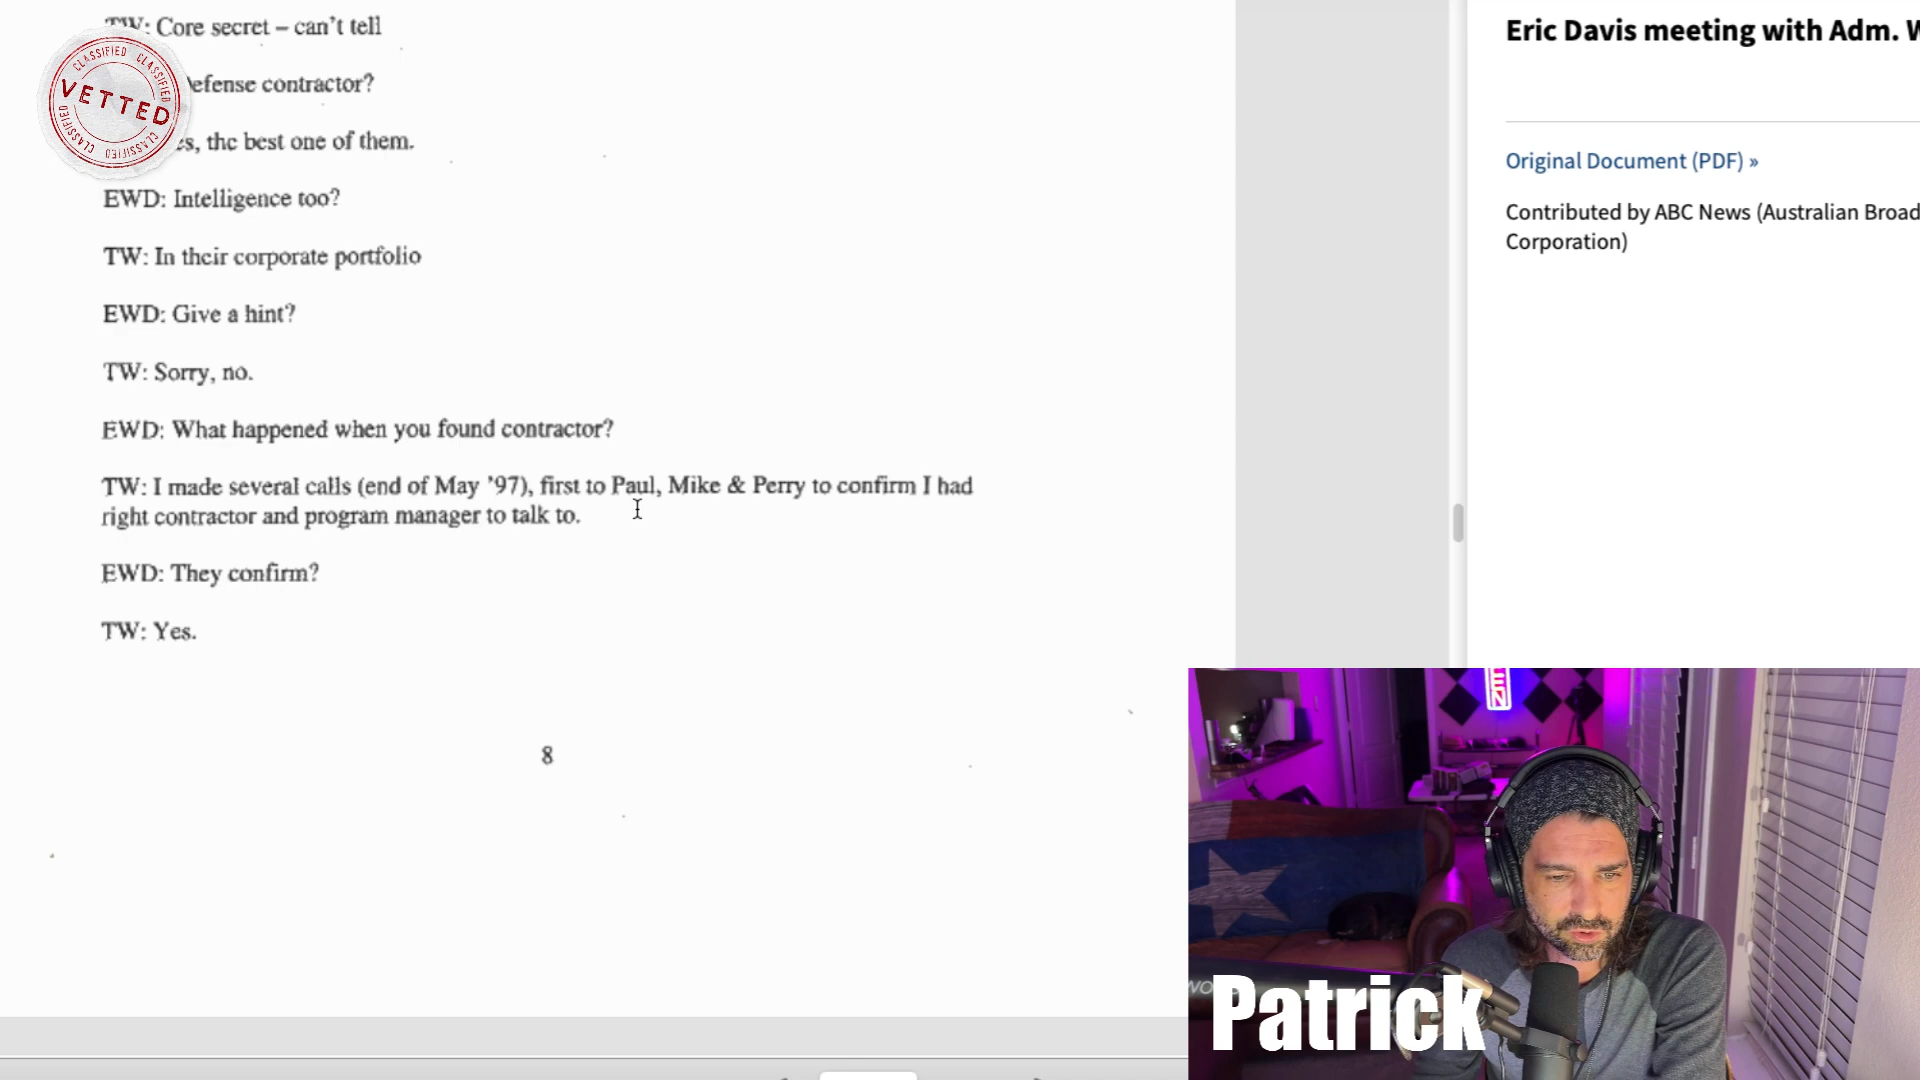 TW: Core secret – can't tell
efense contractor?
es, the best one of them.
EWD: Intelligence too?
TW: In their corporate portfolio
EWD: Give a hint?
TW: Sorry, no.
EWD: What happened when you found contractor?
TW: I made several calls (end of May '97), first to Paul, Mike & Perry to confirm I had
right contractor and program manager to talk to.
EWD: They confirm?
TW: Yes.
8
CLASSIFIED CLASSIFIED
VETTED
CLASSIFIED CLASSIFIED
Eric Davis meeting with Adm. W
Original Document (PDF) »
Contributed by ABC News (Australian Broad
Corporation)
Patrick